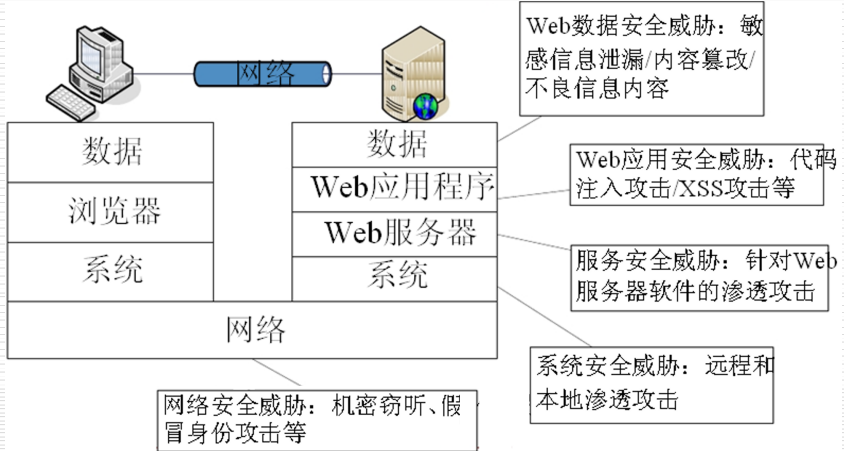 网络
数据
浏览器
系统
数据
Web应用程序
Web服务器
系统
网络
Web数据安全威胁：敏
感信息泄漏/内容篡改/
不良信息内容
Web应用安全威胁：代码
注入攻击/XSS攻击等
服务安全威胁：针对Web
服务器软件的渗透攻击
系统安全威胁：远程和
本地渗透攻击
网络安全威胁：机密窃听、假
冒身份攻击等